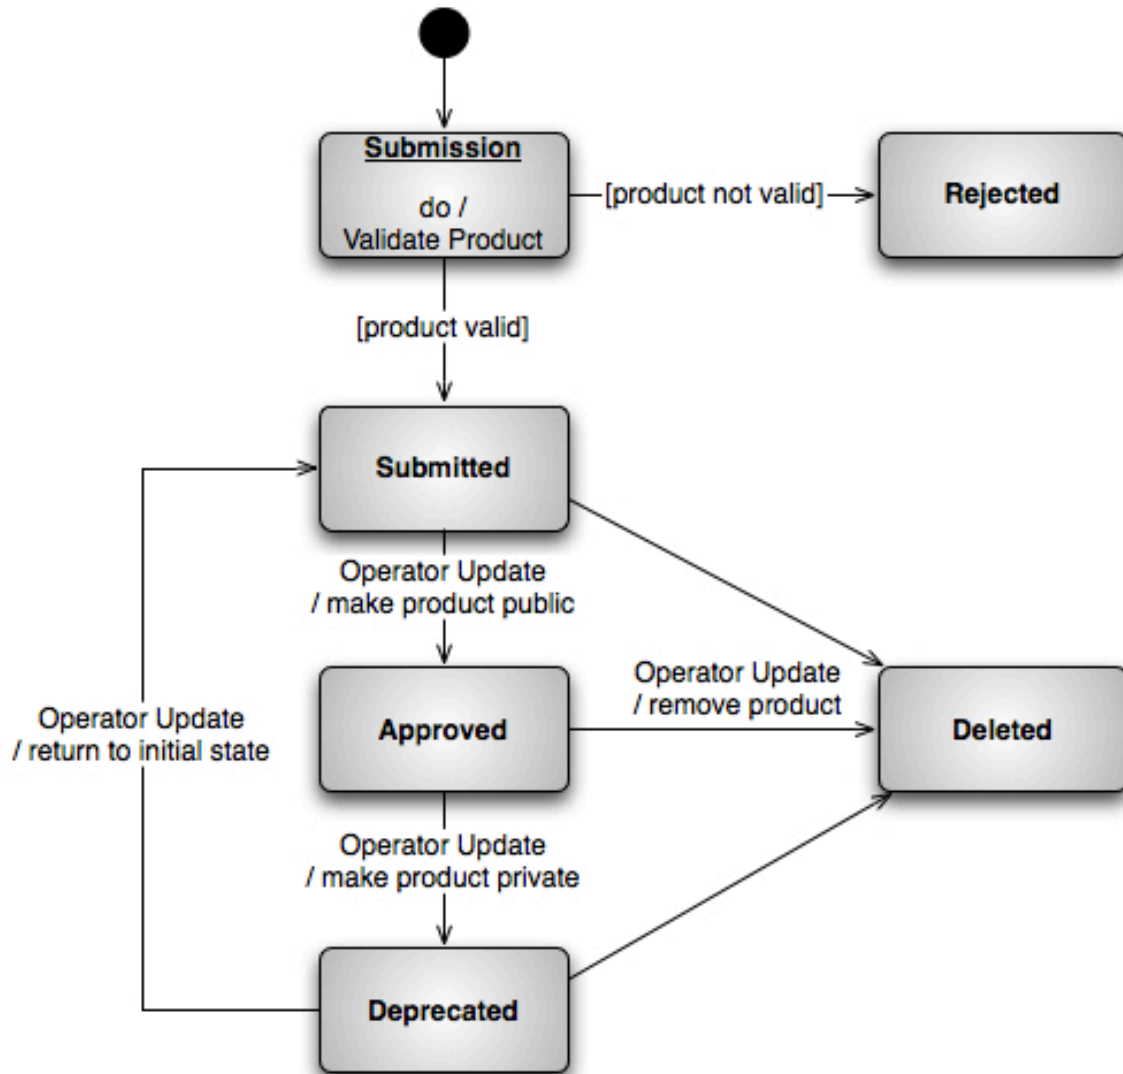 Submission
do /
Validate Product
[product not valid]
Rejected
[product valid]
Submitted
Operator Update
/ make product public
Operator Update
/ remove product
Operator Update
/ return to initial state
Approved
Deleted
Operator Update
/ make product private
Deprecated